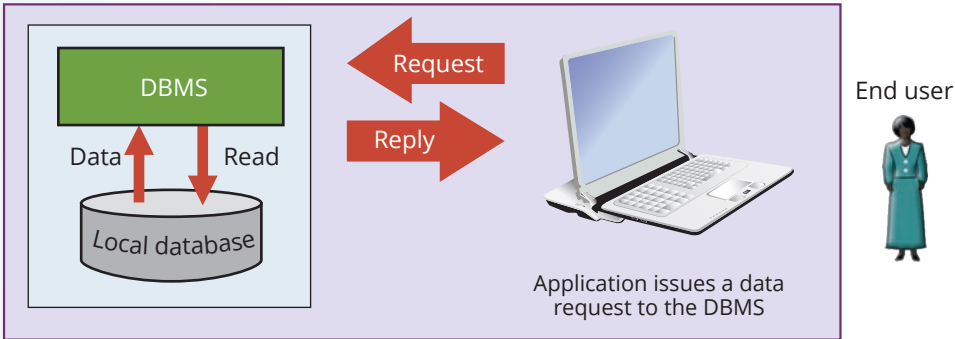 DBMS
Data
Read
Local database
Request
Reply
Application issues a data
request to the DBMS
End user